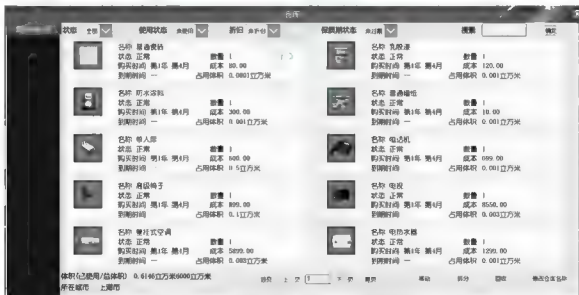 仓库
状态 全部 使用状态 未使用 新旧 保质期状态 未过期 搜索 确定
名称 普通瓷砖
状态 正常 数量 1
购买时间 第1年 第4月 成本 80.00
到期时间 — 占用体积 0.0001立方米
名称 乳胶漆
状态 正常 数量 1
购买时间 第1年 第4月 成本 120.00
到期时间 — 占用体积 0.001立方米
名称 防水涂料
状态 正常 数量 1
购买时间 第1年 第4月 成本 300.00
到期时间 — 占用体积 0.001立方米
名称 普通墙纸
状态 正常 数量 1
购买时间 第1年 第4月 成本 10.00
到期时间 — 占用体积 0.001立方米
名称 单人床
状态 正常 数量 1
购买时间 第1年 第4月 成本 600.00
到期时间 — 占用体积 0.5立方米
名称 电话机
状态 正常 数量 1
购买时间 第1年 第4月 成本 699.00
到期时间 — 占用体积 0.001立方米
名称 高级椅子
状态 正常 数量 1
购买时间 第1年 第4月 成本 899.00
到期时间 — 占用体积 0.1立方米
名称 电视
状态 正常 数量 1
购买时间 第1年 第4月 成本 8550.00
到期时间 — 占用体积 0.003立方米
名称 壁挂式空调
状态 正常 数量 1
购买时间 第1年 第4月 成本 5899.00
到期时间 — 占用体积 0.003立方米
名称 电热水器
状态 正常 数量 1
购买时间 第1年 第4月 成本 1299.00
到期时间 — 占用体积 0.001立方米
体积(已使用/总体积) 0.6146立方米6000立方米 上 页 1 下 页 尾页 移动 拆分 回收 修改仓库名称
所在城市 上海市